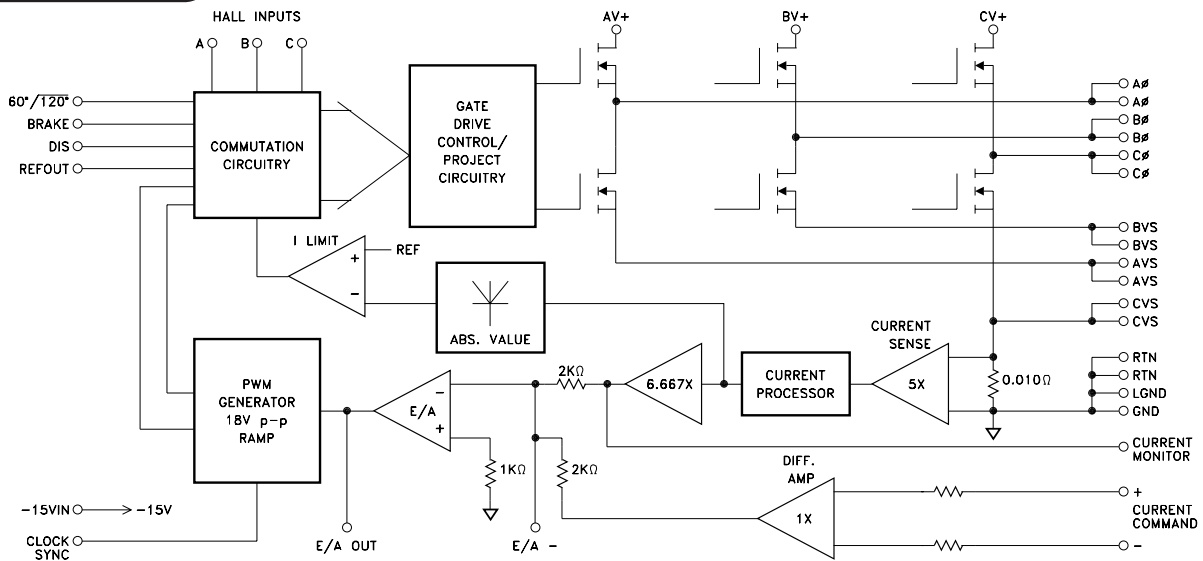 HALL INPUTS
A
B
C
AV+
BV+
CV+
60°/120°
BRAKE
DIS
REFOUT
COMMUTATION
CIRCUITRY
GATE
DRIVE
CONTROL/
PROJECT
CIRCUITRY
AØ
AØ
BØ
BØ
CØ
CØ
BVS
BVS
AVS
AVS
CVS
CVS
RTN
RTN
LGND
GND
I LIMIT
+
−
REF
ABS. VALUE
CURRENT
SENSE
5X
0.010Ω
CURRENT
PROCESSOR
6.667X
2KΩ
PWM
GENERATOR
18V p-p
RAMP
E/A
−
+
1KΩ
2KΩ
CURRENT
MONITOR
DIFF.
AMP
1X
+
CURRENT
COMMAND
−
-15VIN
-15V
CLOCK
SYNC
E/A OUT
E/A -